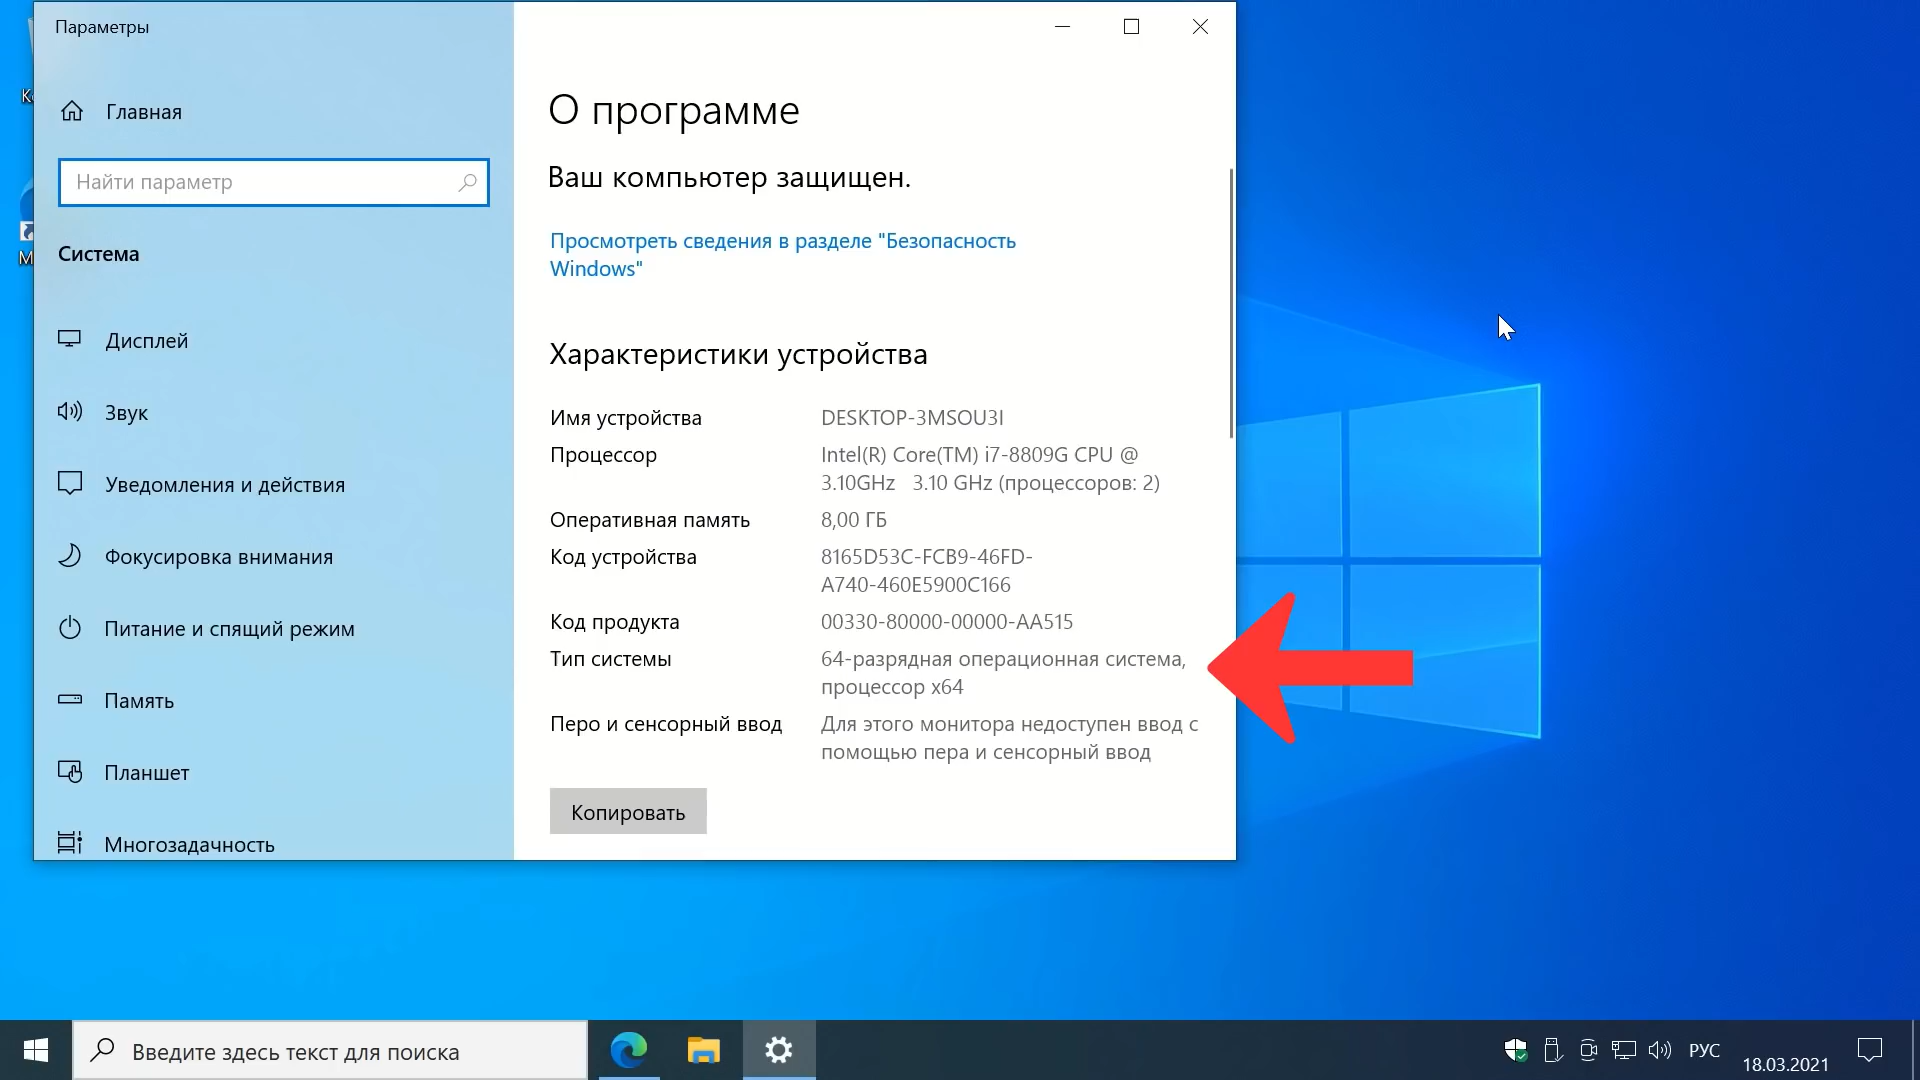 Параметры
Главная
Найти параметр
Система
Дисплей
Звук
Уведомления и действия
Фокусировка внимания
Питание и спящий режим
Память
Планшет
Многозадачность
О программе
Ваш компьютер защищен.
Просмотреть сведения в разделе "Безопасность
Windows"
Характеристики устройства
Имя устройства DESKTOP-3MSOU3I
Процессор Intel(R) Core(TM) i7-8809G CPU @
3.10GHz 3.10 GHz (процессоров: 2)
Оперативная память 8,00 ГБ
Код устройства 8165D53C-FCB9-46FD-
A740-460E5900C166
Код продукта 00330-80000-00000-AA515
Тип системы 64-разрядная операционная система,
процессор x64
Перо и сенсорный ввод Для этого монитора недоступен ввод с
помощью пера и сенсорный ввод
Копировать
Введите здесь текст для поиска
РУС
18.03.2021